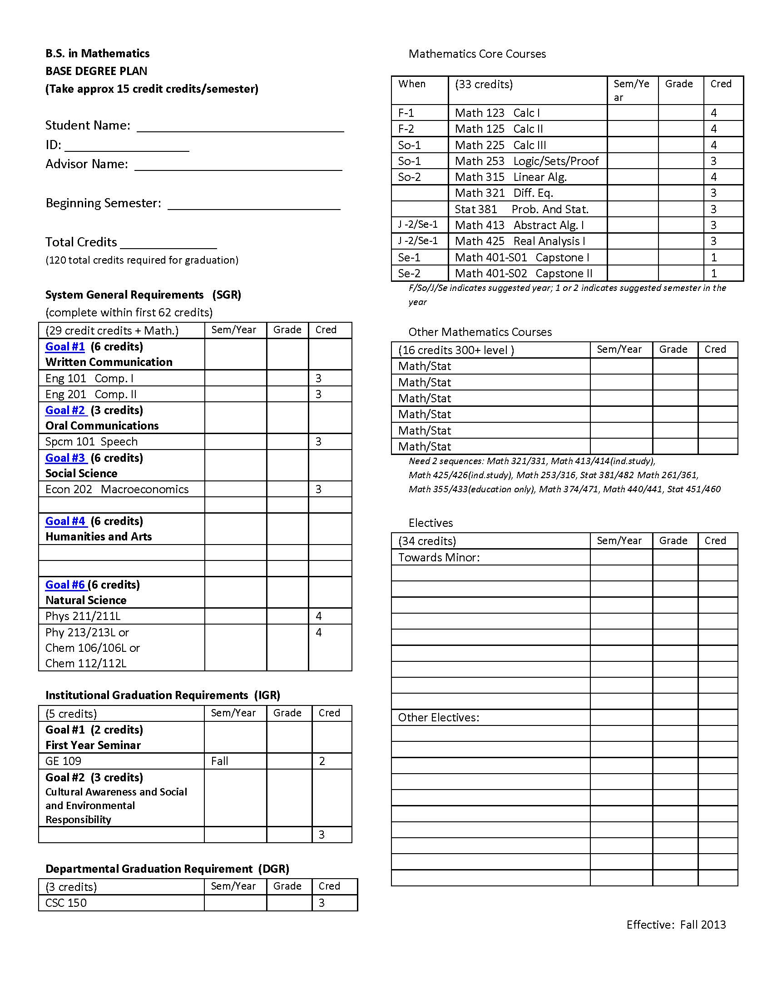 B.S. in Mathematics
BASE DEGREE PLAN
(Take approx 15 credit credits/semester)
Student Name: ______________________________
ID: __________________
Advisor Name: ______________________________
Beginning Semester: _________________________
Total Credits ______________
(120 total credits required for graduation)
System General Requirements (SGR)
(complete within first 62 credits)
(29 credit credits + Math.) Sem/Year Grade Cred
Goal #1 (6 credits)
Written Communication
Eng 101 Comp. I 3
Eng 201 Comp. II 3
Goal #2 (3 credits)
Oral Communications
Spcm 101 Speech 3
Goal #3 (6 credits)
Social Science
Econ 202 Macroeconomics 3
Goal #4 (6 credits)
Humanities and Arts
Goal #6 (6 credits)
Natural Science
Phys 211/211L 4
Phy 213/213L or 4
Chem 106/106L or
Chem 112/112L
Institutional Graduation Requirements (IGR)
(5 credits) Sem/Year Grade Cred
Goal #1 (2 credits)
First Year Seminar
GE 109 Fall 2
Goal #2 (3 credits)
Cultural Awareness and Social
and Environmental
Responsibility
3
Departmental Graduation Requirement (DGR)
(3 credits) Sem/Year Grade Cred
CSC 150 3
Mathematics Core Courses
When (33 credits) Sem/Ye Grade Cred
ar
F-1 Math 123 Calc I 4
F-2 Math 125 Calc II 4
So-1 Math 225 Calc III 4
So-1 Math 253 Logic/Sets/Proof 3
So-2 Math 315 Linear Alg. 4
Math 321 Diff. Eq. 3
Stat 381 Prob. And Stat. 3
J -2/Se-1 Math 413 Abstract Alg. I 3
J -2/Se-1 Math 425 Real Analysis I 3
Se-1 Math 401-S01 Capstone I 1
Se-2 Math 401-S02 Capstone II 1
F/So/J/Se indicates suggested year; 1 or 2 indicates suggested semester in the
year
Other Mathematics Courses
(16 credits 300+ level ) Sem/Year Grade Cred
Math/Stat
Math/Stat
Math/Stat
Math/Stat
Math/Stat
Math/Stat
Need 2 sequences: Math 321/331, Math 413/414(ind.study),
Math 425/426(ind.study), Math 253/316, Stat 381/482 Math 261/361,
Math 355/433(education only), Math 374/471, Math 440/441, Stat 451/460
Electives
(34 credits) Sem/Year Grade Cred
Towards Minor:
Other Electives:
Effective: Fall 2013